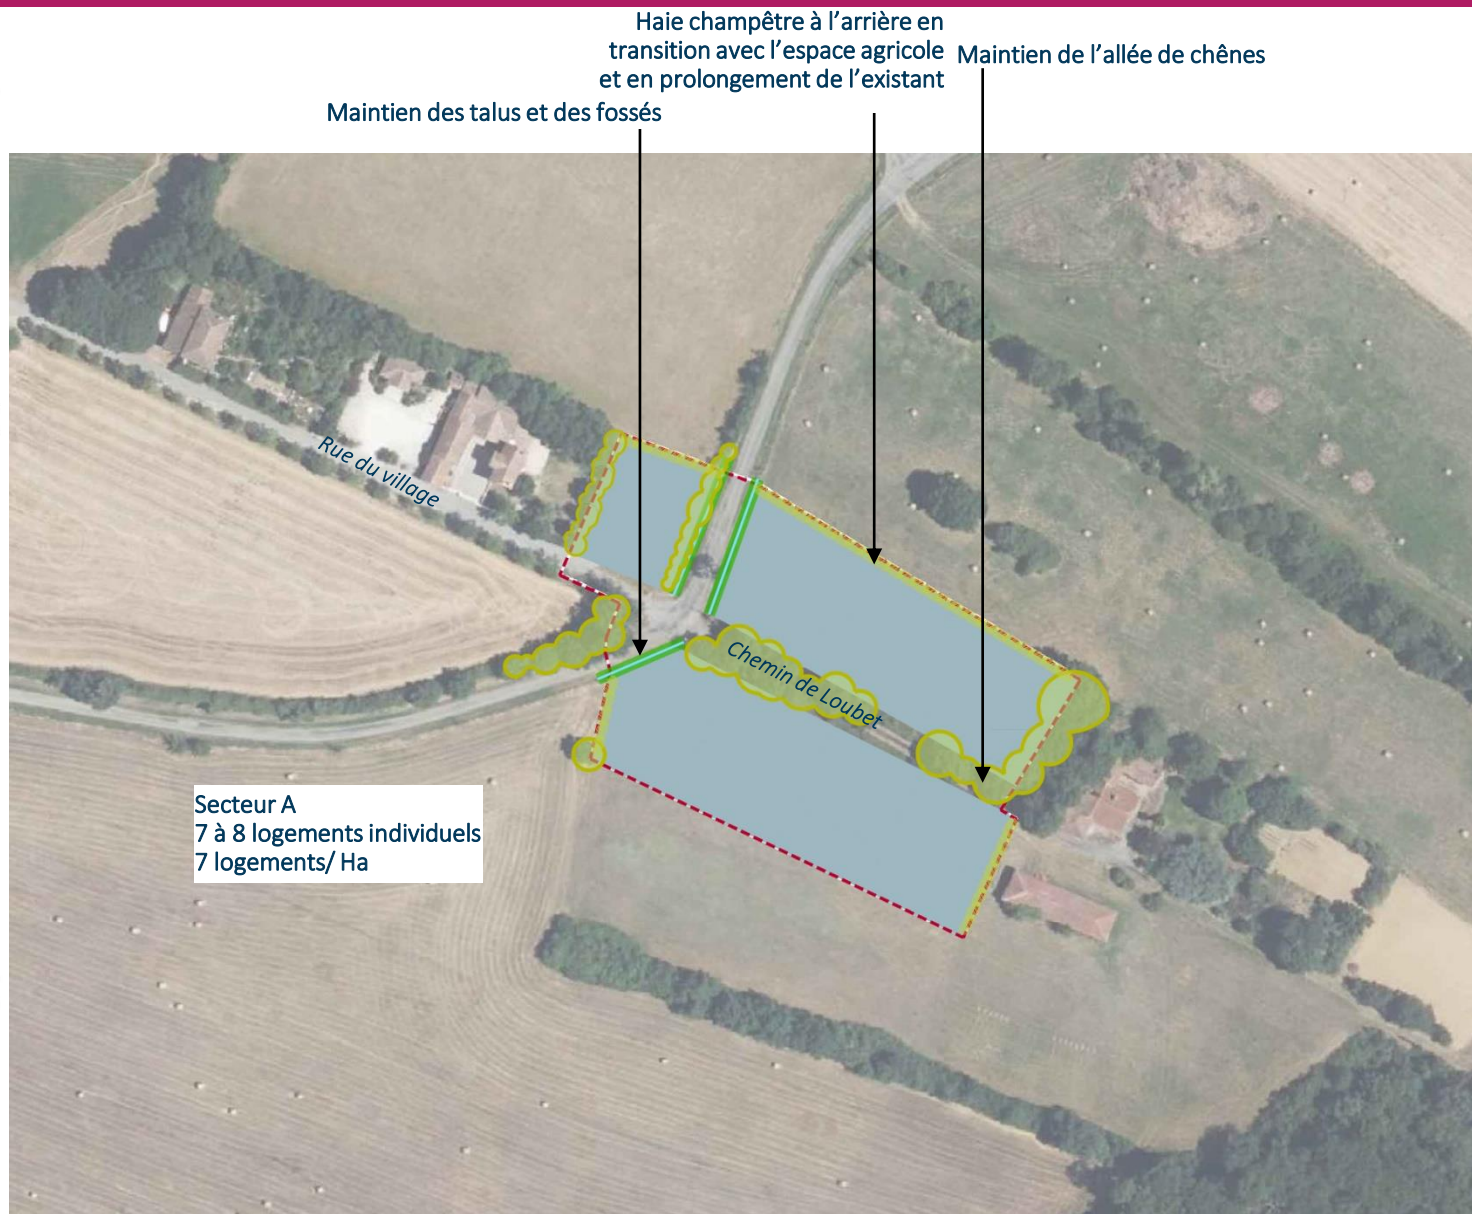 Haie champêtre à l’arrière en
transition avec l’espace agricole
et en prolongement de l’existant
Maintien de l’allée de chênes
Maintien des talus et des fossés
Rue du village
Chemin de Loubet
Secteur A
7 à 8 logements individuels
7 logements/ Ha